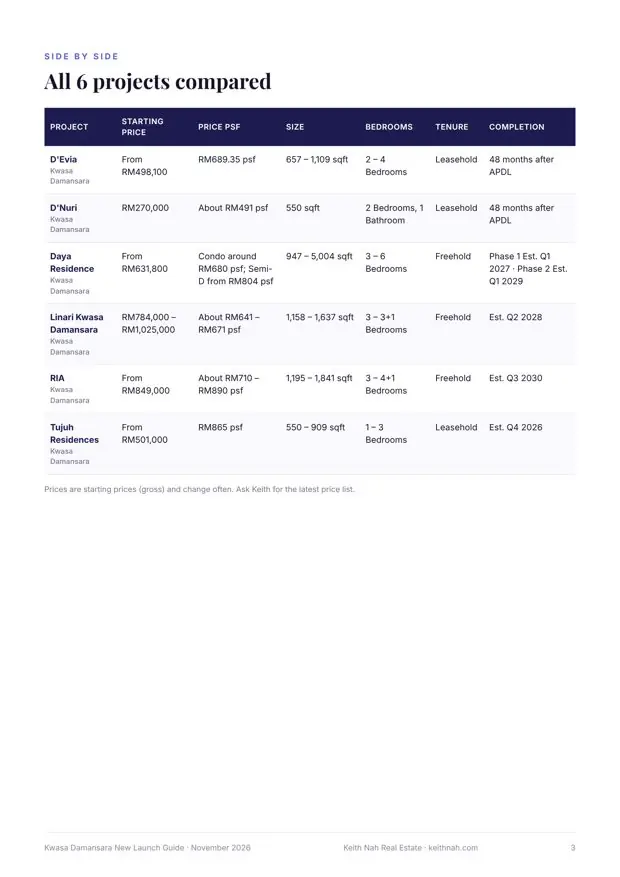 SIDE BY SIDE
All 6 projects compared
PROJECT STARTING PRICE PRICE PSF SIZE BEDROOMS TENURE COMPLETION
D'Evia
Kwasa
Damansara
From
RM498,100
RM689.35 psf
657 – 1,109 sqft
2 – 4
Bedrooms
Leasehold
48 months after
APDL
D'Nuri
Kwasa
Damansara
RM270,000
About RM491 psf
550 sqft
2 Bedrooms, 1
Bathroom
Leasehold
48 months after
APDL
Daya
Residence
Kwasa
Damansara
From
RM631,800
Condo around
RM680 psf; Semi-
D from RM804 psf
947 – 5,004 sqft
3 – 6
Bedrooms
Freehold
Phase 1 Est. Q1
2027 · Phase 2 Est.
Q1 2029
Linari Kwasa
Damansara
Kwasa
Damansara
RM784,000 –
RM1,025,000
About RM641 –
RM671 psf
1,158 – 1,637 sqft
3 – 3+1
Bedrooms
Freehold
Est. Q2 2028
RIA
Kwasa
Damansara
From
RM849,000
About RM710 –
RM890 psf
1,195 – 1,841 sqft
3 – 4+1
Bedrooms
Freehold
Est. Q3 2030
Tujuh
Residences
Kwasa
Damansara
From
RM501,000
RM865 psf
550 – 909 sqft
1 – 3
Bedrooms
Leasehold
Est. Q4 2026
Prices are starting prices (gross) and change often. Ask Keith for the latest price list.
Kwasa Damansara New Launch Guide · November 2026
Keith Nah Real Estate · keithnah.com
3